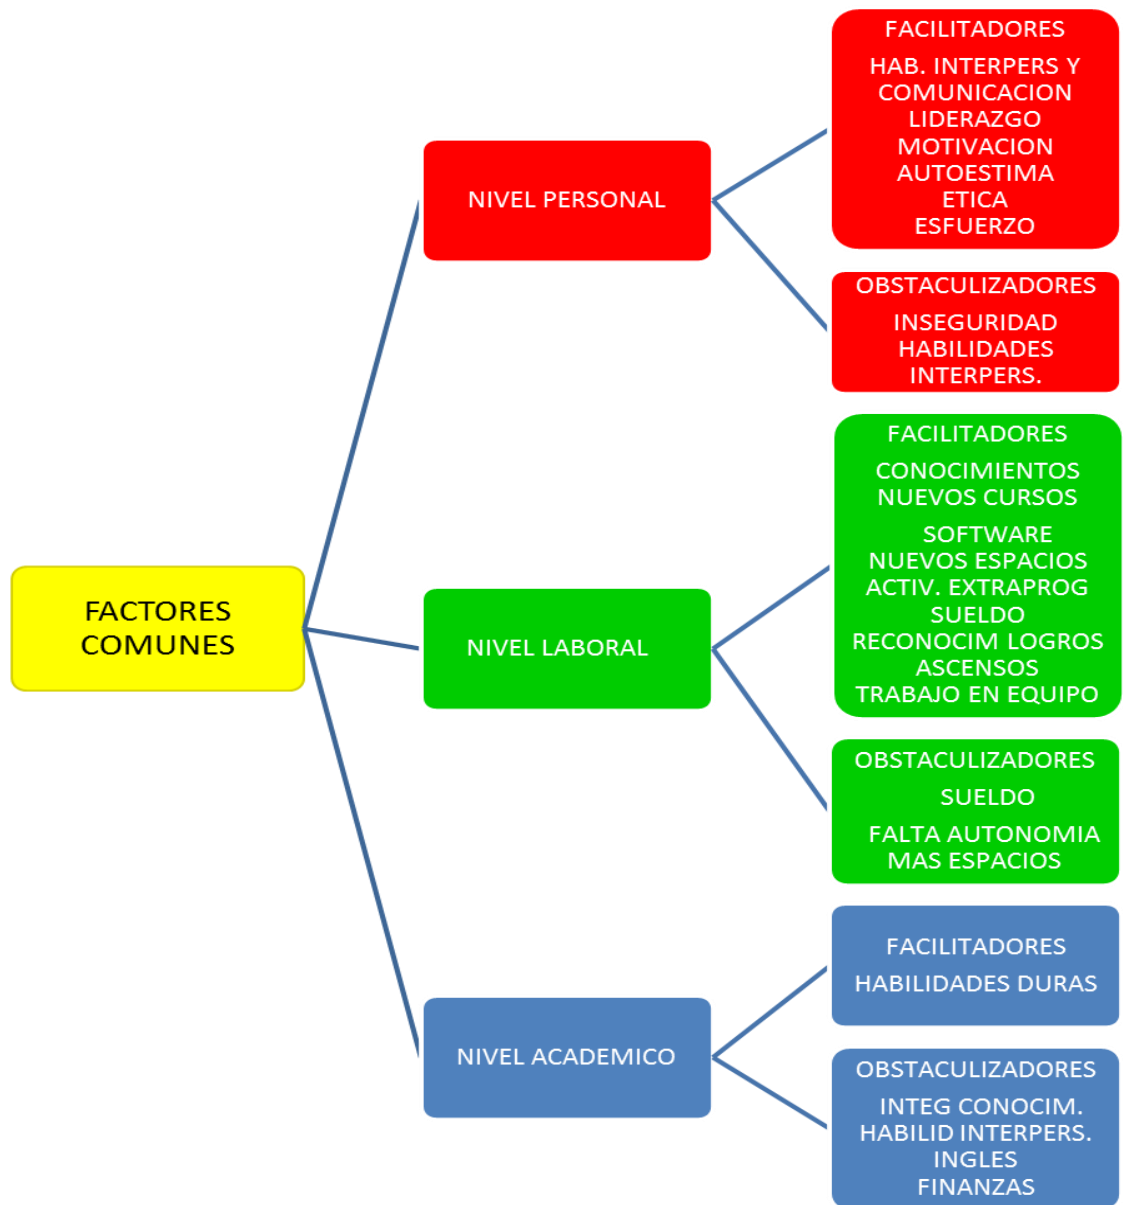 FACTORES
COMUNES
NIVEL PERSONAL
FACILITADORES
HAB. INTERPERS Y
COMUNICACION
LIDERAZGO
MOTIVACION
AUTOESTIMA
ETICA
ESFUERZO
OBSTACULIZADORES
INSEGURIDAD
HABILIDADES
INTERPERS.
NIVEL LABORAL
FACILITADORES
CONOCIMIENTOS
NUEVOS CURSOS
SOFTWARE
NUEVOS ESPACIOS
ACTIV. EXTRAPROG
SUELDO
RECONOCIM LOGROS
ASCENSOS
TRABAJO EN EQUIPO
OBSTACULIZADORES
SUELDO
FALTA AUTONOMIA
MAS ESPACIOS
NIVEL ACADEMICO
FACILITADORES
HABILIDADES DURAS
OBSTACULIZADORES
INTEG CONOCIM.
HABILID INTERPERS.
INGLES
FINANZAS